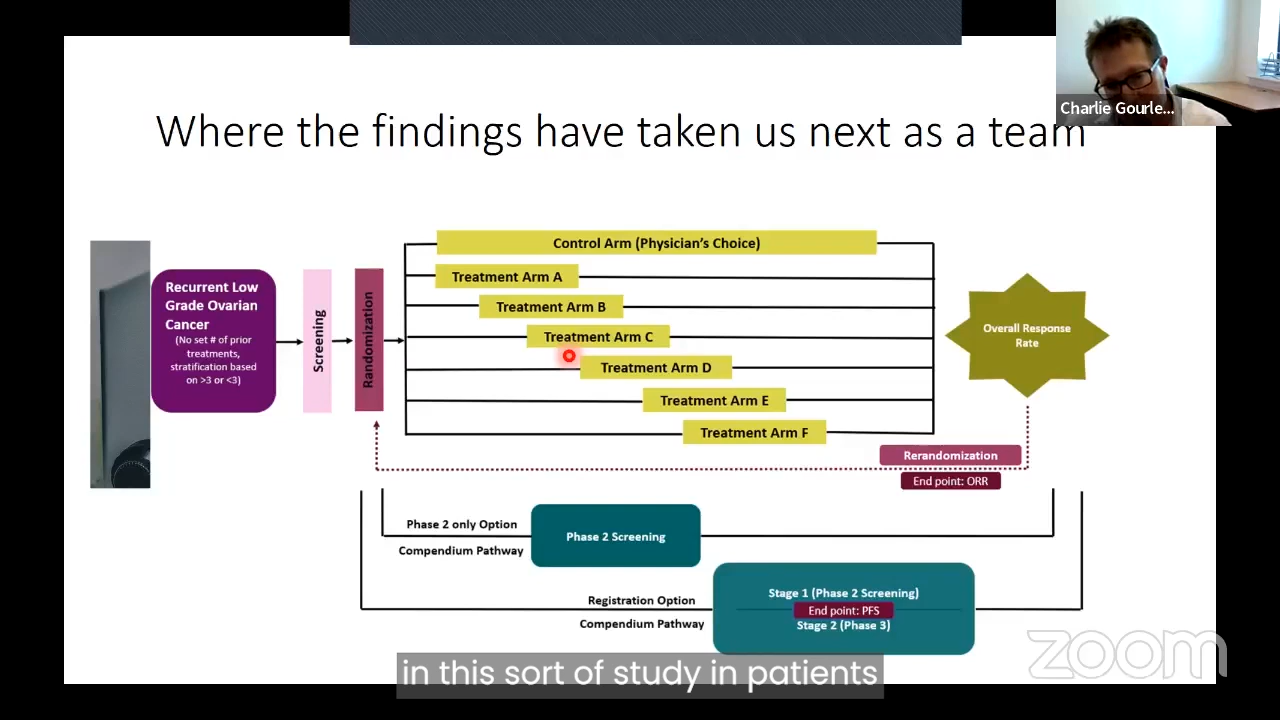 Charlie Gourle...
Where the findings have taken us next as a team
Recurrent Low
Grade Ovarian
Cancer
(No set # of prior
treatments,
stratification based
on >3 or <3)
Screening
Randomization
Control Arm (Physician's Choice)
Treatment Arm A
Treatment Arm B
Treatment Arm C
Treatment Arm D
Treatment Arm E
Treatment Arm F
Overall Response
Rate
Rerandomization
End point: ORR
Phase 2 only Option
Compendium Pathway
Phase 2 Screening
Registration Option
Compendium Pathway
Stage 1 (Phase 2 Screening)
End point: PFS
Stage 2 (Phase 3)
zoom
in this sort of study in patients